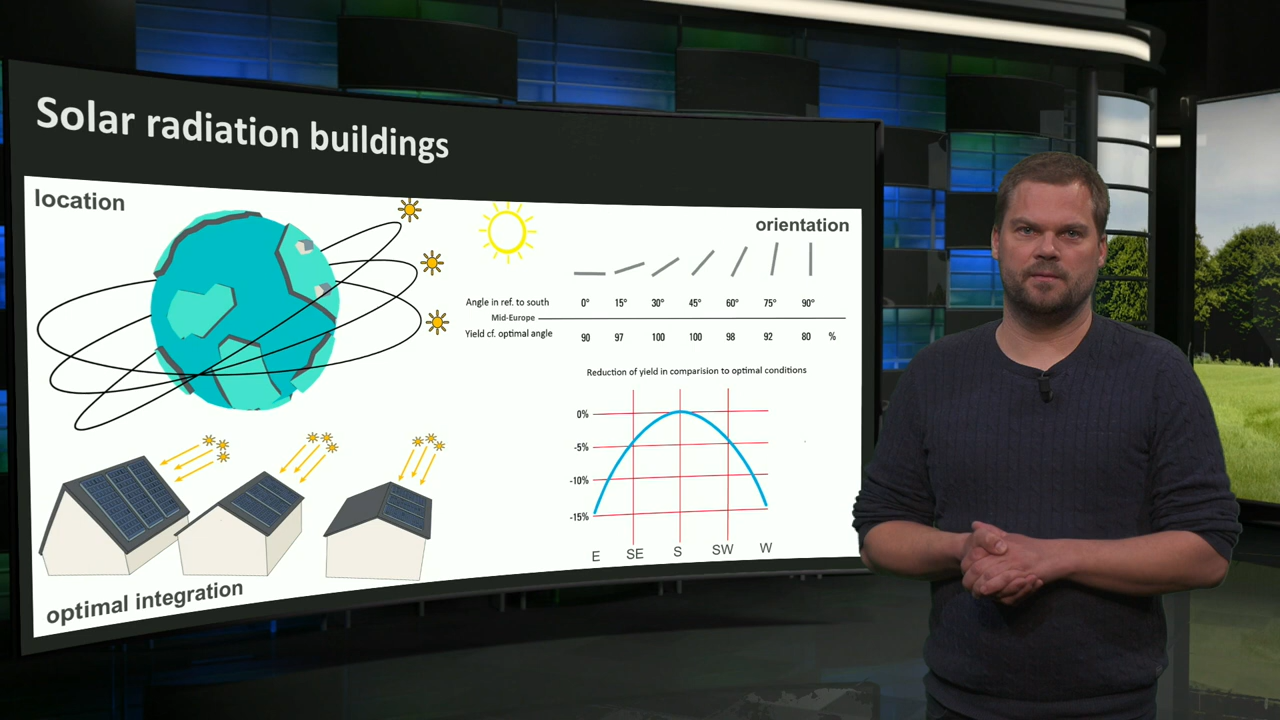 Solar radiation buildings
location
orientation
Angle in ref. to south 0° 15° 30° 45° 60° 75° 90°
Mid-Europe
Yield cf. optimal angle 90 97 100 100 98 92 80 %
Reduction of yield in comparision to optimal conditions
0%
-5%
-10%
-15%
E SE S SW W
optimal integration